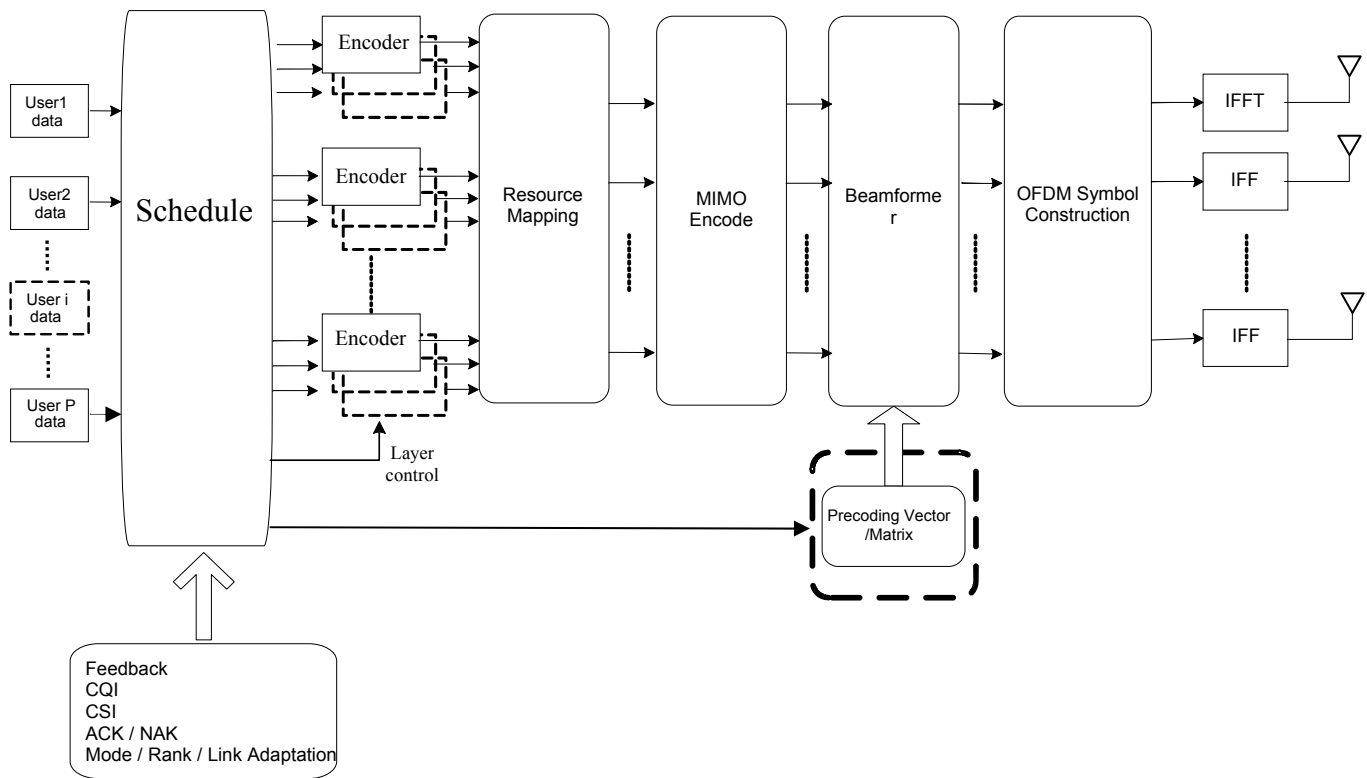 User1
data
User2
data
User i
data
User P
data
Schedule
Encoder
Encoder
Encoder
Layer
control
Resource
Mapping
MIMO
Encode
Beamforme
r
Precoding Vector
/Matrix
OFDM Symbol
Construction
IFFT
IFF
IFF
Feedback
CQI
CSI
ACK / NAK
Mode / Rank / Link Adaptation